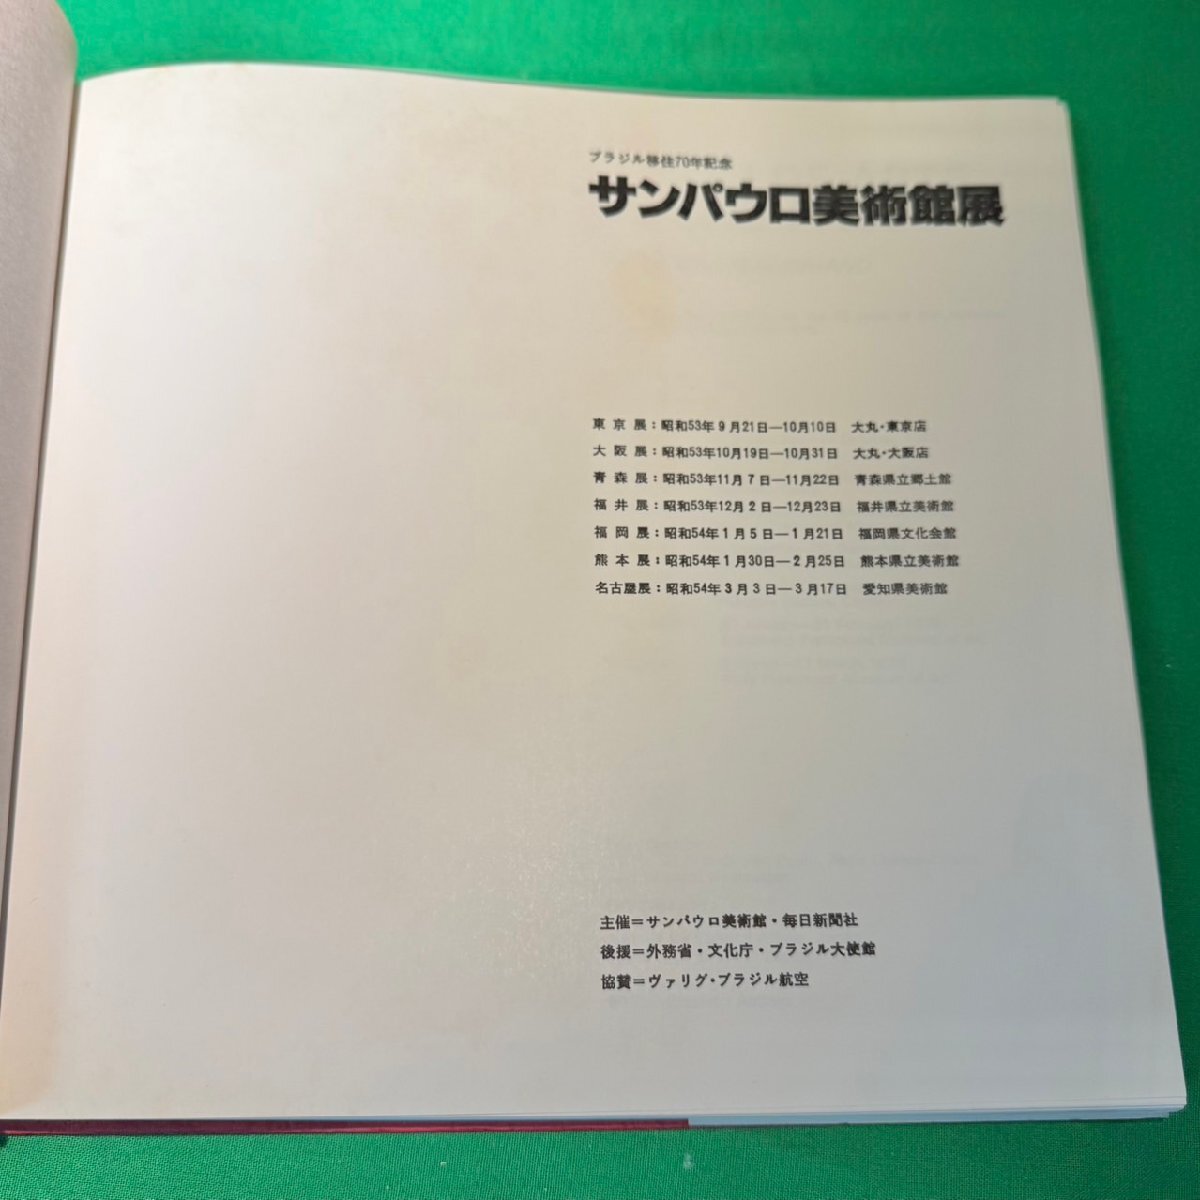 ブラジル移住70年記念
サンパウロ美術館展
東京展：昭和53年9月21日—10月10日 大丸・東京店
大阪展：昭和53年10月19日—10月31日 大丸・大阪店
青森展：昭和53年11月7日—11月22日 青森県立郷土館
福井展：昭和53年12月2日—12月23日 福井県立美術館
福岡展：昭和54年1月5日—1月21日 福岡県文化会館
熊本展：昭和54年1月30日—2月25日 熊本県立美術館
名古屋展：昭和54年3月3日—3月17日 愛知県美術館
主催＝サンパウロ美術館・毎日新聞社
後援＝外務省・文化庁・ブラジル大使館
協賛＝ヴァリグ・ブラジル航空